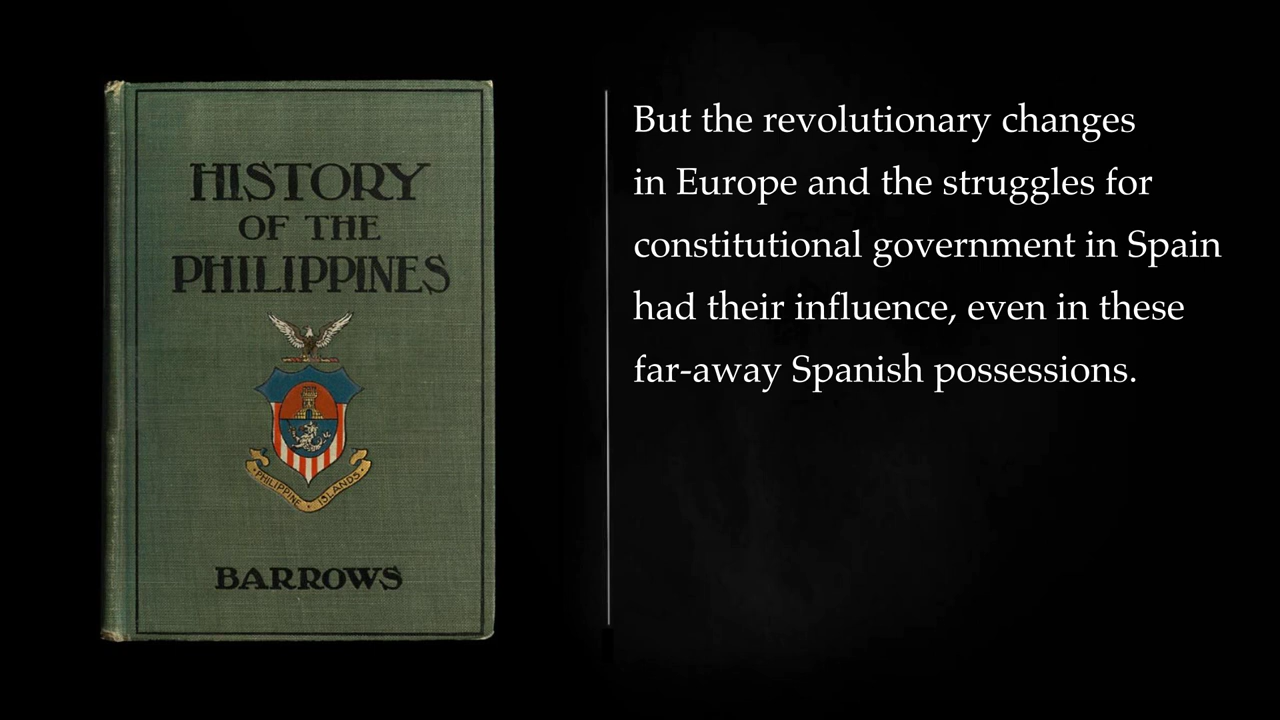 HISTORY
OF THE
PHILIPPINES
PHILIPPINE ISLANDS
BARROWS
But the revolutionary changes
in Europe and the struggles for
constitutional government in Spain
had their influence, even in these
far-away Spanish possessions.